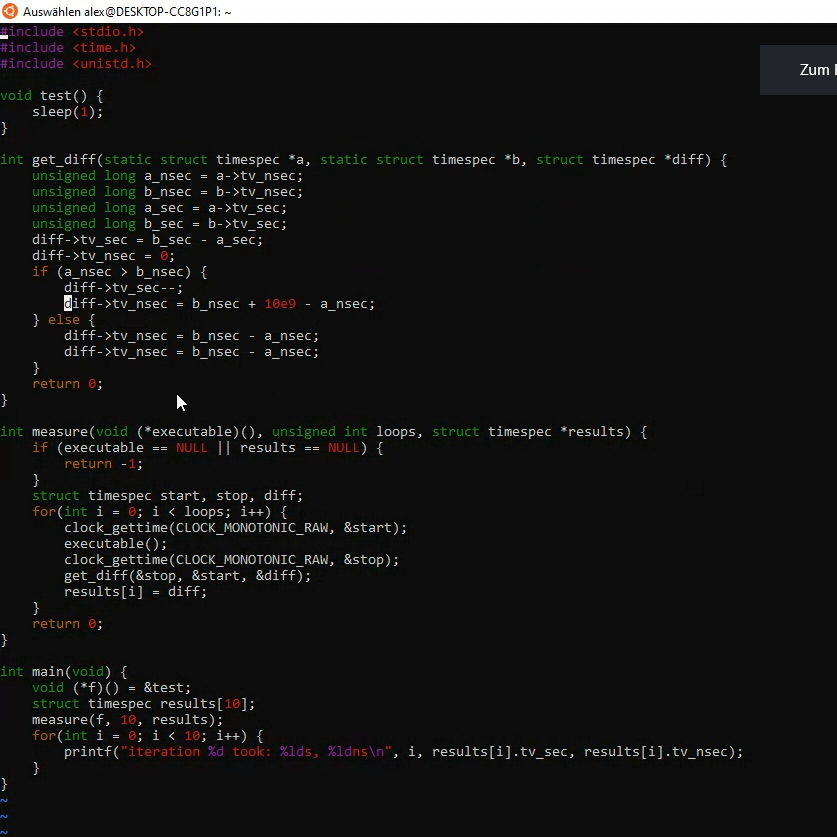 Auswählen alex@DESKTOP-CC8G1P1: ~
#include <stdio.h>
#include <time.h>
#include <unistd.h>
Zum
void test() {
    sleep(1);
}
int get_diff(static struct timespec *a, static struct timespec *b, struct timespec *diff) {
    unsigned long a_nsec = a->tv_nsec;
    unsigned long b_nsec = b->tv_nsec;
    unsigned long a_sec = a->tv_sec;
    unsigned long b_sec = b->tv_sec;
    diff->tv_sec = b_sec - a_sec;
    diff->tv_nsec = 0;
    if (a_nsec > b_nsec) {
        diff->tv_sec--;
        diff->tv_nsec = b_nsec + 10e9 - a_nsec;
    } else {
        diff->tv_nsec = b_nsec - a_nsec;
        diff->tv_nsec = b_nsec - a_nsec;
    }
    return 0;
}
int measure(void (*executable)(), unsigned int loops, struct timespec *results) {
    if (executable == NULL || results == NULL) {
        return -1;
    }
    struct timespec start, stop, diff;
    for(int i = 0; i < loops; i++) {
        clock_gettime(CLOCK_MONOTONIC_RAW, &start);
        executable();
        clock_gettime(CLOCK_MONOTONIC_RAW, &stop);
        get_diff(&stop, &start, &diff);
        results[i] = diff;
    }
    return 0;
}
int main(void) {
    void (*f)() = &test;
    struct timespec results[10];
    measure(f, 10, results);
    for(int i = 0; i < 10; i++) {
        printf("iteration %d took: %lds, %ldns\n", i, results[i].tv_sec, results[i].tv_nsec);
    }
}
~
~
~